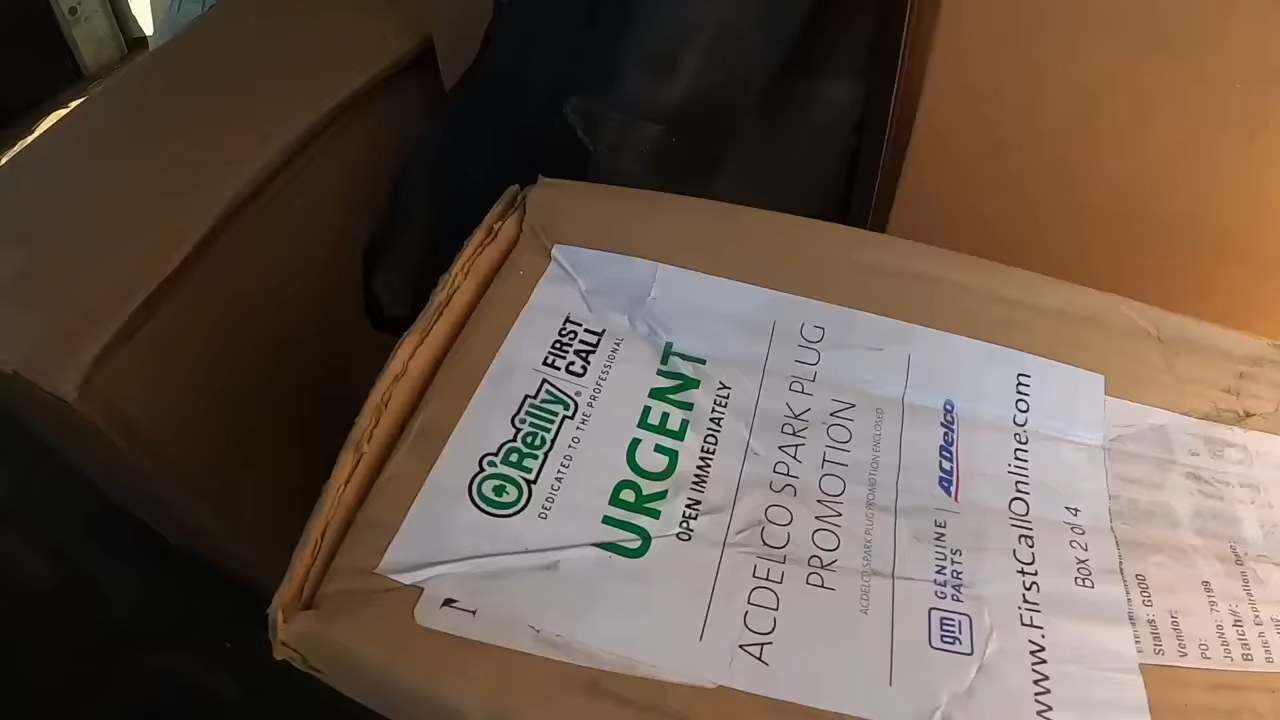 O'Reilly FIRST CALL
DEDICATED TO THE PROFESSIONAL
URGENT
OPEN IMMEDIATELY
ACDELCO SPARK PLUG
PROMOTION
ACDELCO SPARK PLUG PROMOTION ENCLOSED
gm GENUINE PARTS | ACDelco
www.FirstCallOnline.com
Box 2 of 4
Status: GOOD
Vendor:
PO:
JobNo: 79199
Batch#:
Batch Expiration Date: